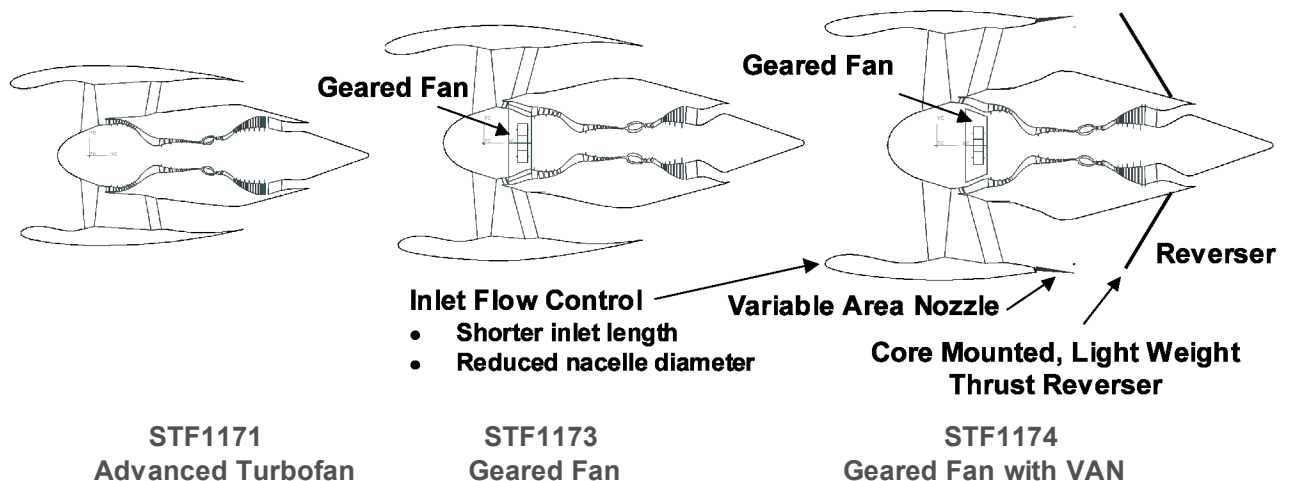 Geared Fan
Geared Fan
Reverser
Inlet Flow Control
• Shorter inlet length
• Reduced nacelle diameter
Variable Area Nozzle
Core Mounted, Light Weight
Thrust Reverser
STF1171
Advanced Turbofan
STF1173
Geared Fan
STF1174
Geared Fan with VAN